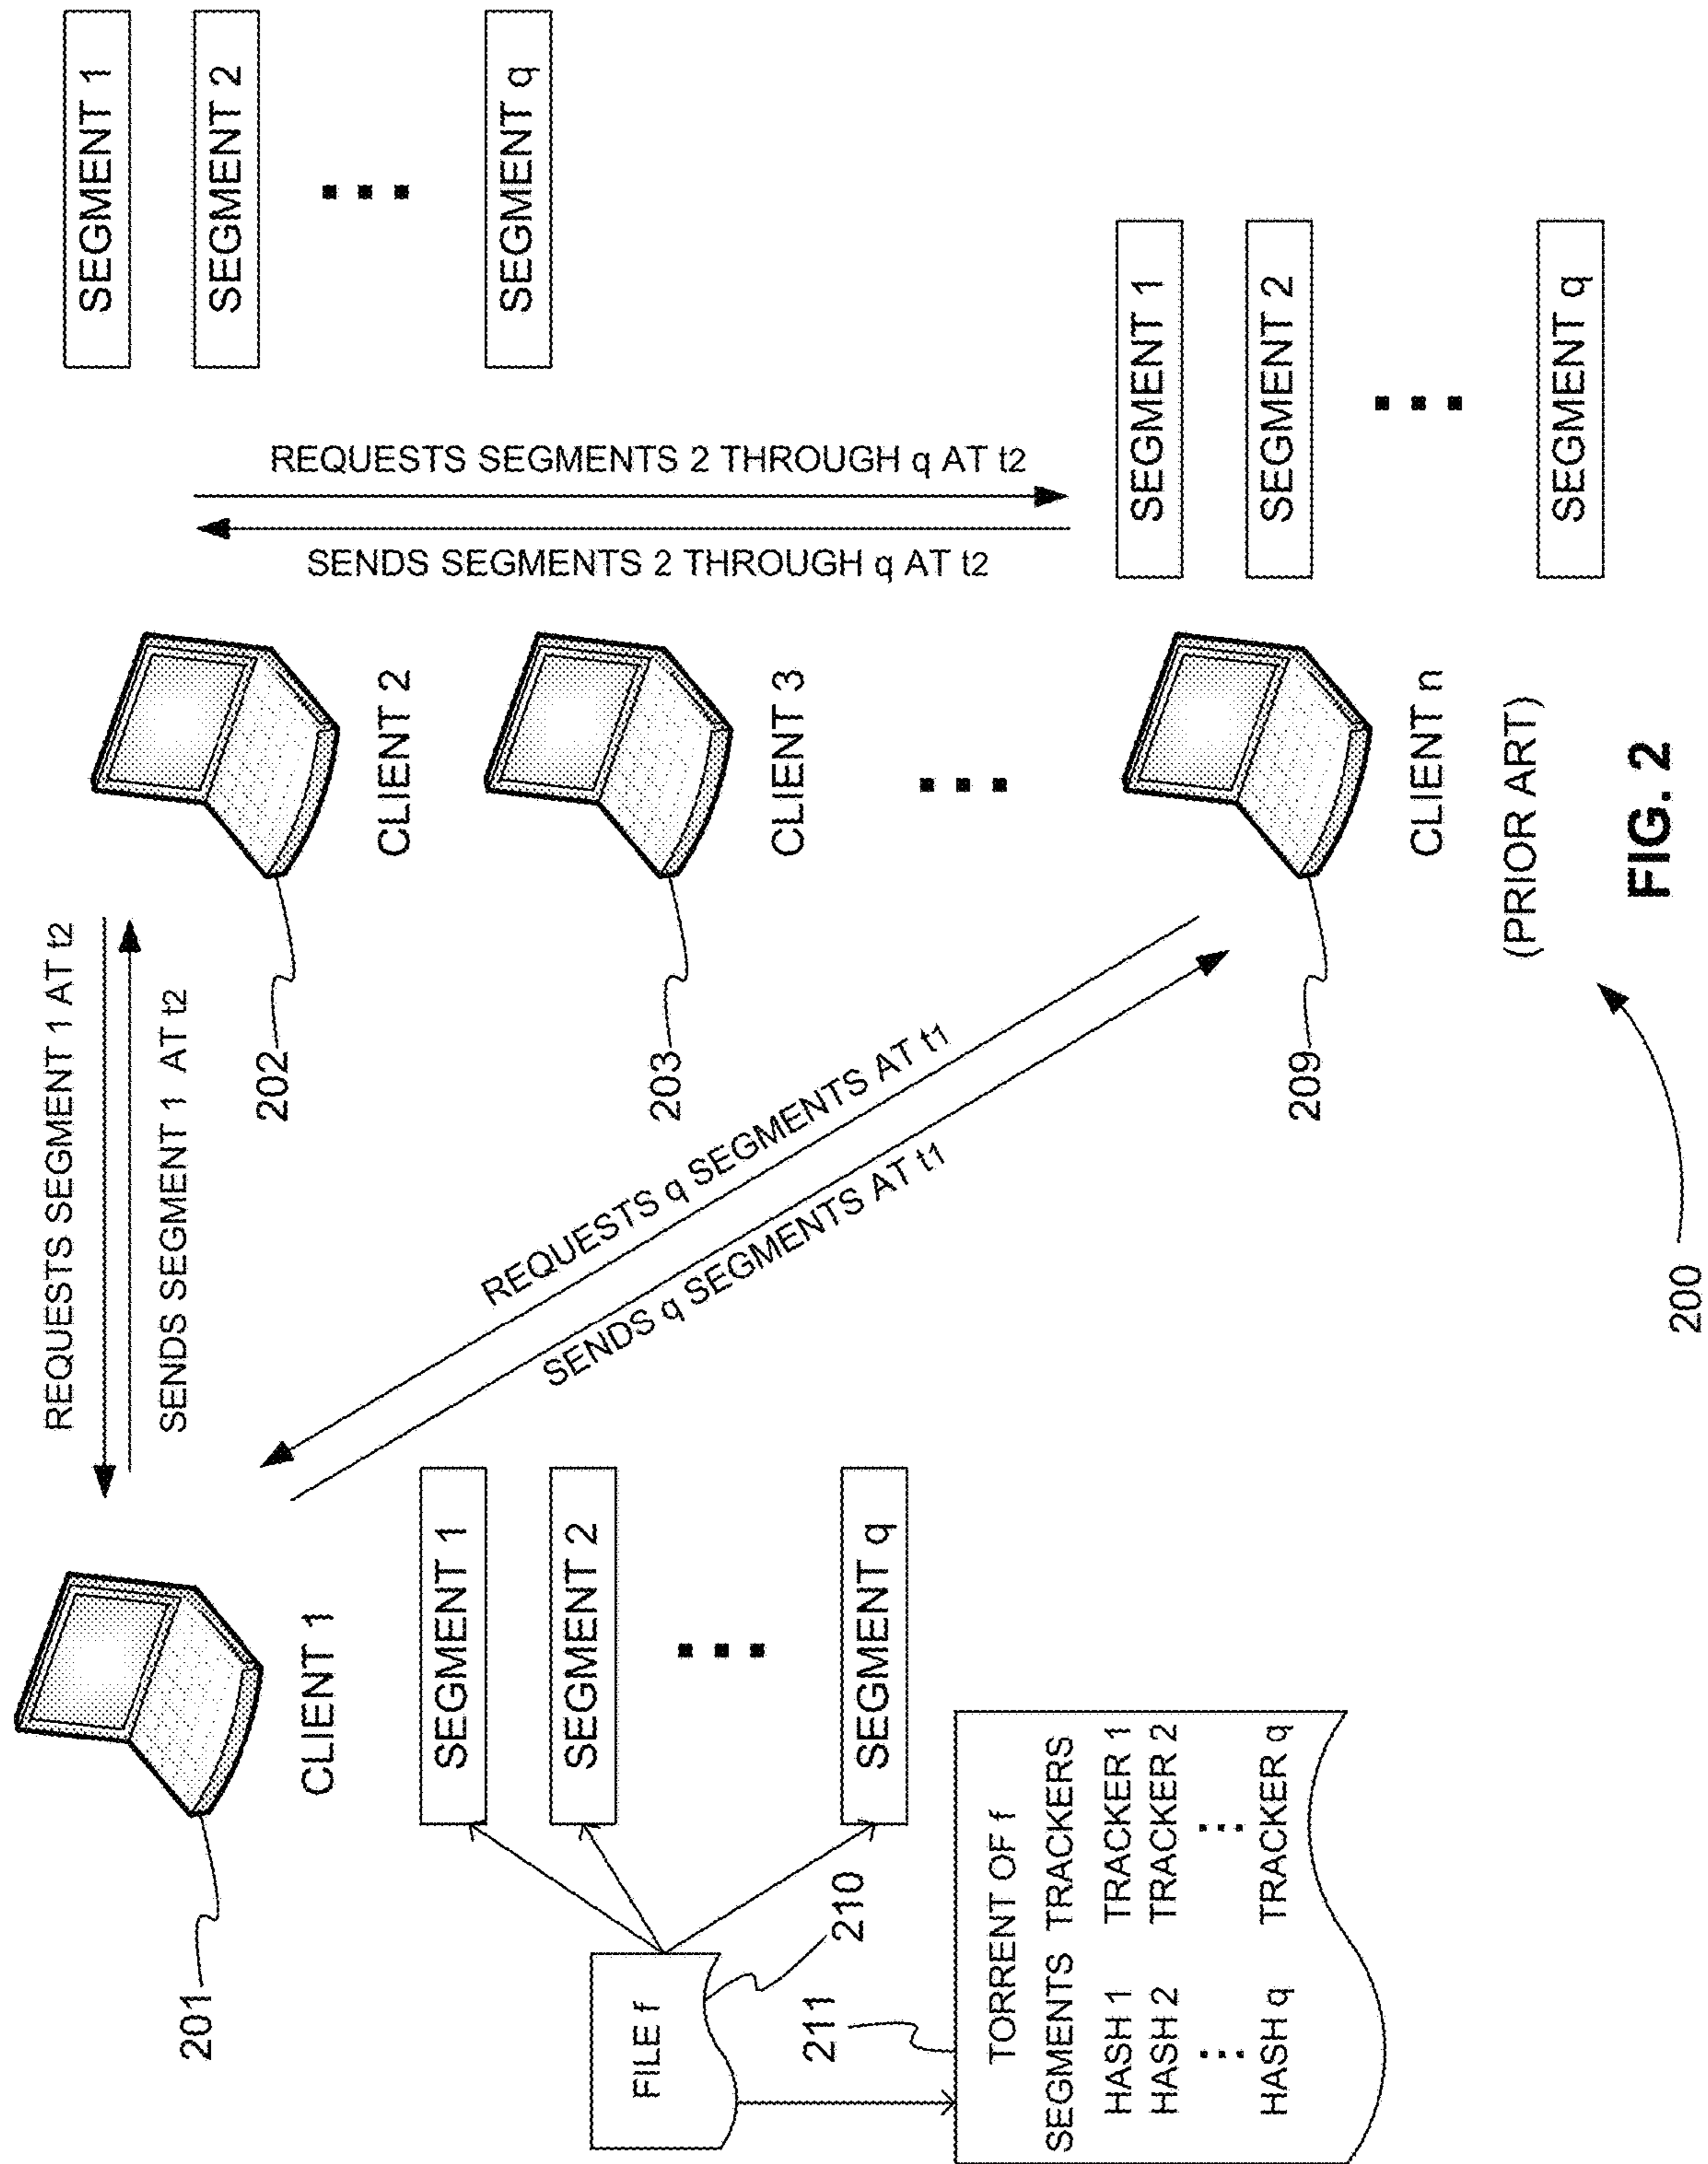 REQUESTS SEGMENT 1 AT t2
SENDS SEGMENT 1 AT t2
201
CLIENT 1
202
CLIENT 2
203
CLIENT 3
209
CLIENT n
SEGMENT 1
SEGMENT 2
SEGMENT q
REQUESTS SEGMENTS 2 THROUGH q AT t2
SENDS SEGMENTS 2 THROUGH q AT t2
SEGMENT 1
SEGMENT 2
SEGMENT q
REQUESTS q SEGMENTS AT t1
SENDS q SEGMENTS AT t1
FILE f
210
SEGMENT 1
SEGMENT 2
SEGMENT q
211
TORRENT OF f
SEGMENTS TRACKERS
HASH 1 TRACKER 1
HASH 2 TRACKER 2
HASH q TRACKER q
200
(PRIOR ART)
FIG. 2